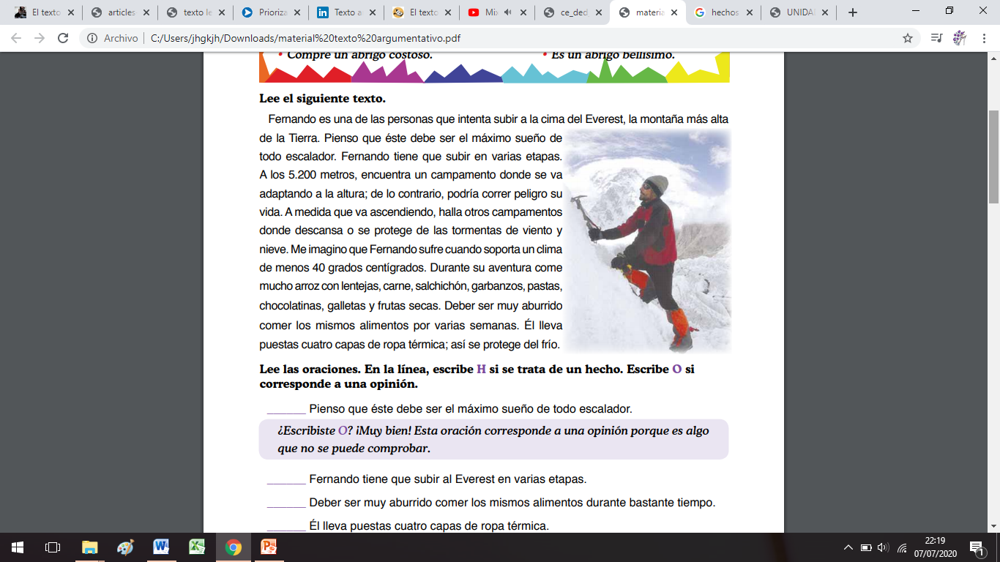 El texto
articles
texto le
Prioriza
Texto a
El texto
Mix
ce_ded
materia
hechos
UNIDA
Archivo
C:/Users/jhgkjh/Downloads/material%20texto%20argumentativo.pdf
• Compré un abrigo costoso. • Es un abrigo bellísimo.
Lee el siguiente texto.
Fernando es una de las personas que intenta subir a la cima del Everest, la montaña más alta
de la Tierra. Pienso que éste debe ser el máximo sueño de
todo escalador. Fernando tiene que subir en varias etapas.
A los 5.200 metros, encuentra un campamento donde se va
adaptando a la altura; de lo contrario, podría correr peligro su
vida. A medida que va ascendiendo, halla otros campamentos
donde descansa o se protege de las tormentas de viento y
nieve. Me imagino que Fernando sufre cuando soporta un clima
de menos 40 grados centígrados. Durante su aventura come
mucho arroz con lentejas, carne, salchichón, garbanzos, pastas,
chocolatinas, galletas y frutas secas. Deber ser muy aburrido
comer los mismos alimentos por varias semanas. Él lleva
puestas cuatro capas de ropa térmica; así se protege del frío.
Lee las oraciones. En la línea, escribe H si se trata de un hecho. Escribe O si
corresponde a una opinión.
______ Pienso que éste debe ser el máximo sueño de todo escalador.
¿Escribiste O? ¡Muy bien! Esta oración corresponde a una opinión porque es algo
que no se puede comprobar.
______ Fernando tiene que subir al Everest en varias etapas.
______ Deber ser muy aburrido comer los mismos alimentos durante bastante tiempo.
______ Él lleva puestas cuatro capas de ropa térmica.
22:19
07/07/2020
1